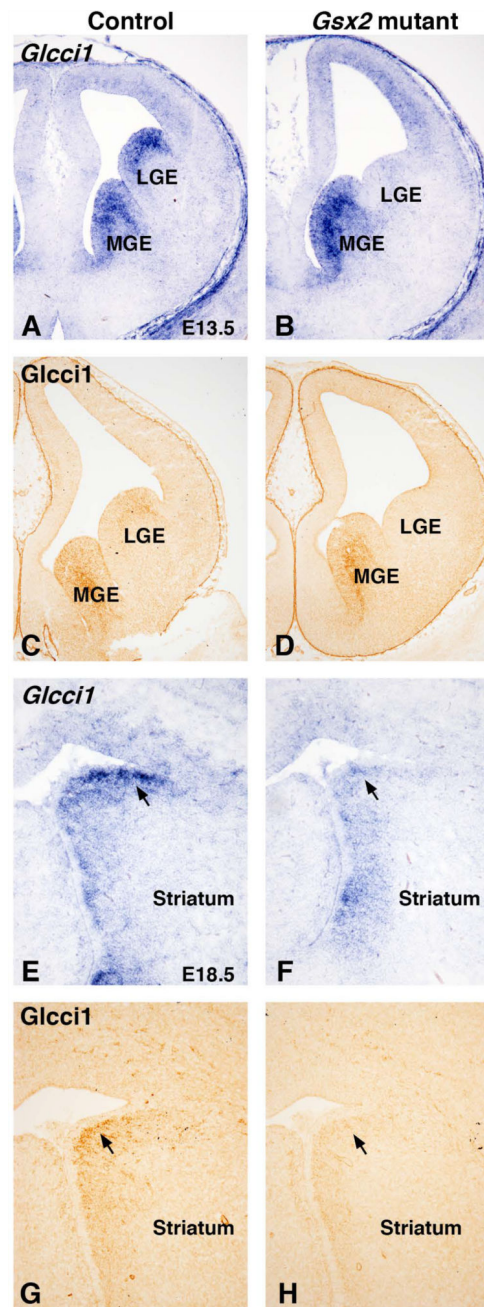 Control
Gsx2 mutant
Glcci1
LGE
MGE
A
E13.5
LGE
MGE
B
Glcci1
LGE
MGE
C
LGE
MGE
D
Glcci1
Striatum
E
E18.5
Striatum
F
Glcci1
Striatum
G
Striatum
H